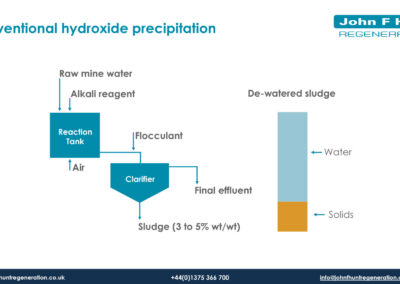 ventional hydroxide precipitation
John F H
REGENERA
Raw mine water
Alkali reagent
De-watered sludge
Reaction
Tank
Flocculant
Water
Air
Clarifier
Final effluent
Solids
Sludge (3 to 5% wt/wt)
huntregeneration.co.uk
+44(0)1375 366 700
info@johnfhuntregeneration.